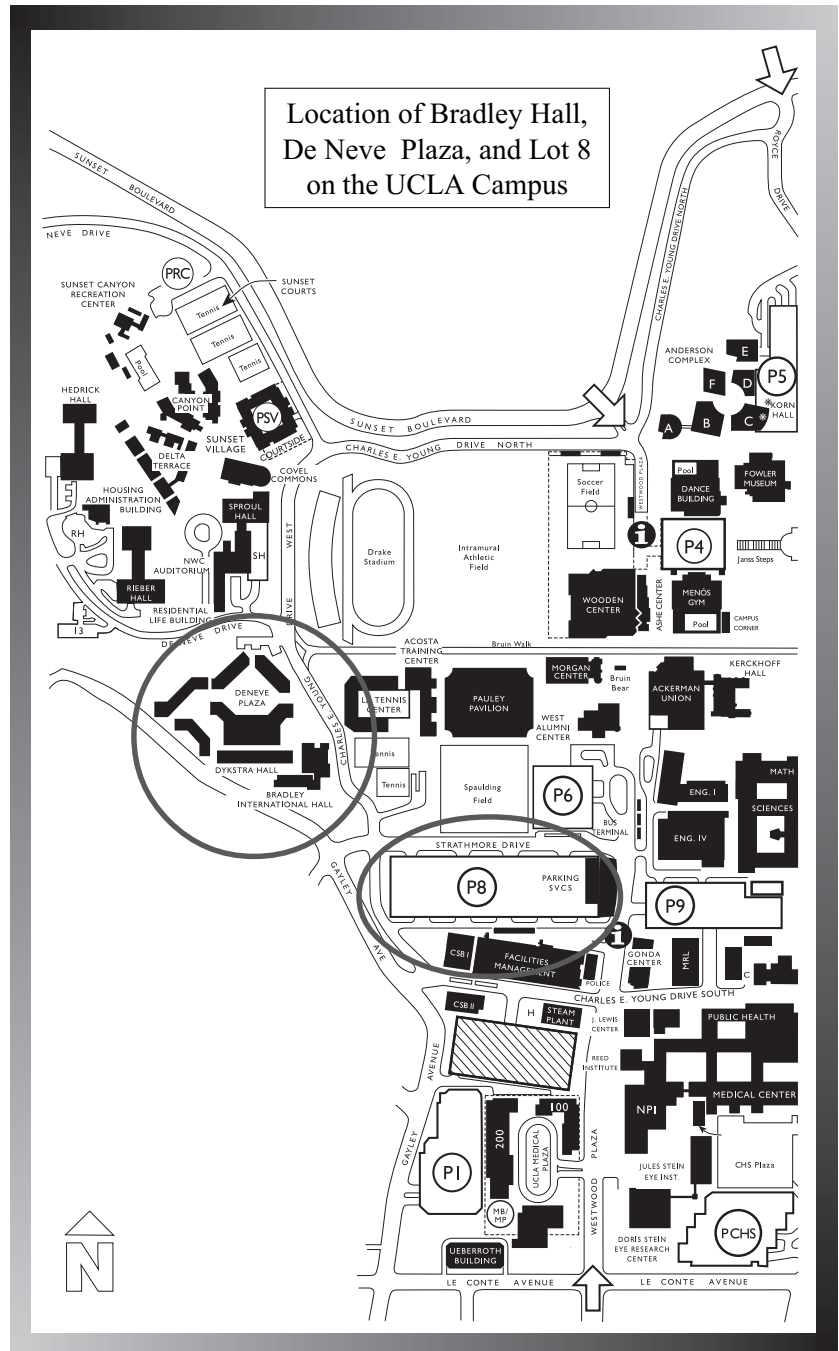 Location of Bradley Hall,
De Neve Plaza, and Lot 8
on the UCLA Campus
SUNSET
BOULEVARD
ROYCE
DRIVE
NEVE DRIVE
PRC
SUNSET
COURTS
SUNSET CANYON
RECREATION
CENTER
Tennis
Tennis
Tennis
Pool
CHARLES E. YOUNG DRIVE NORTH
ANDERSON
COMPLEX
E
F
D
P5
A
B
C
KORN
HALL
HEDRICK
HALL
CANYON
POINT
PSV
SUNSET
VILLAGE
COURTSIDE
SUNSET BOULEVARD
CHARLES E. YOUNG DRIVE NORTH
DELTA
TERRACE
COVEL
COMMONS
HOUSING
ADMINISTRATION
BUILDING
SPROUL
HALL
WESTWOOD PLAZA
Soccer
Field
Pool
DANCE
BUILDING
FOWLER
MUSEUM
i
P4
Janss Steps
RH
NWC
AUDITORIUM
SH
DRIVE WEST
Drake
Stadium
Intramural
Athletic
Field
RIEBER
HALL
WOODEN
CENTER
ASHE CENTER
MENÒS
GYM
Pool
CAMPUS
CORNER
RESIDENTIAL
LIFE BUILDING
13
DE NEVE DRIVE
ACOSTA
TRAINING
CENTER
Bruin Walk
MORGAN
CENTER
Bruin
Bear
KERCKHOFF
HALL
ACKERMAN
UNION
DENEVE
PLAZA
CHARLES E. YOUNG
LA TENNIS
CENTER
PAULEY
PAVILION
WEST
ALUMNI
CENTER
DYKSTRA HALL
BRADLEY
INTERNATIONAL HALL
Tennis
Tennis
Spaulding
Field
P6
BUS
TERMINAL
ENG. I
MATH
SCIENCES
ENG. IV
STRATHMORE DRIVE
P8
PARKING
SVCS
P9
GAYLEY
AVE
i
CSB I
FACILITIES
MANAGEMENT
POLICE
GONDA
CENTER
MRL
C
CHARLES E. YOUNG DRIVE SOUTH
CSB II
H
STEAM
PLANT
J. LEWIS
CENTER
PUBLIC HEALTH
REED
INSTITUTE
NPI
MEDICAL CENTER
GAYLEY
AVENUE
P1
200
100
UCLA MEDICAL
PLAZA
WESTWOOD
PLAZA
JULES STEIN
EYE INST.
CHS Plaza
MB/
MP
DORIS STEIN
EYE RESEARCH
CENTER
PCHS
UEBERROTH
BUILDING
LE CONTE AVENUE
LE CONTE AVENUE
N